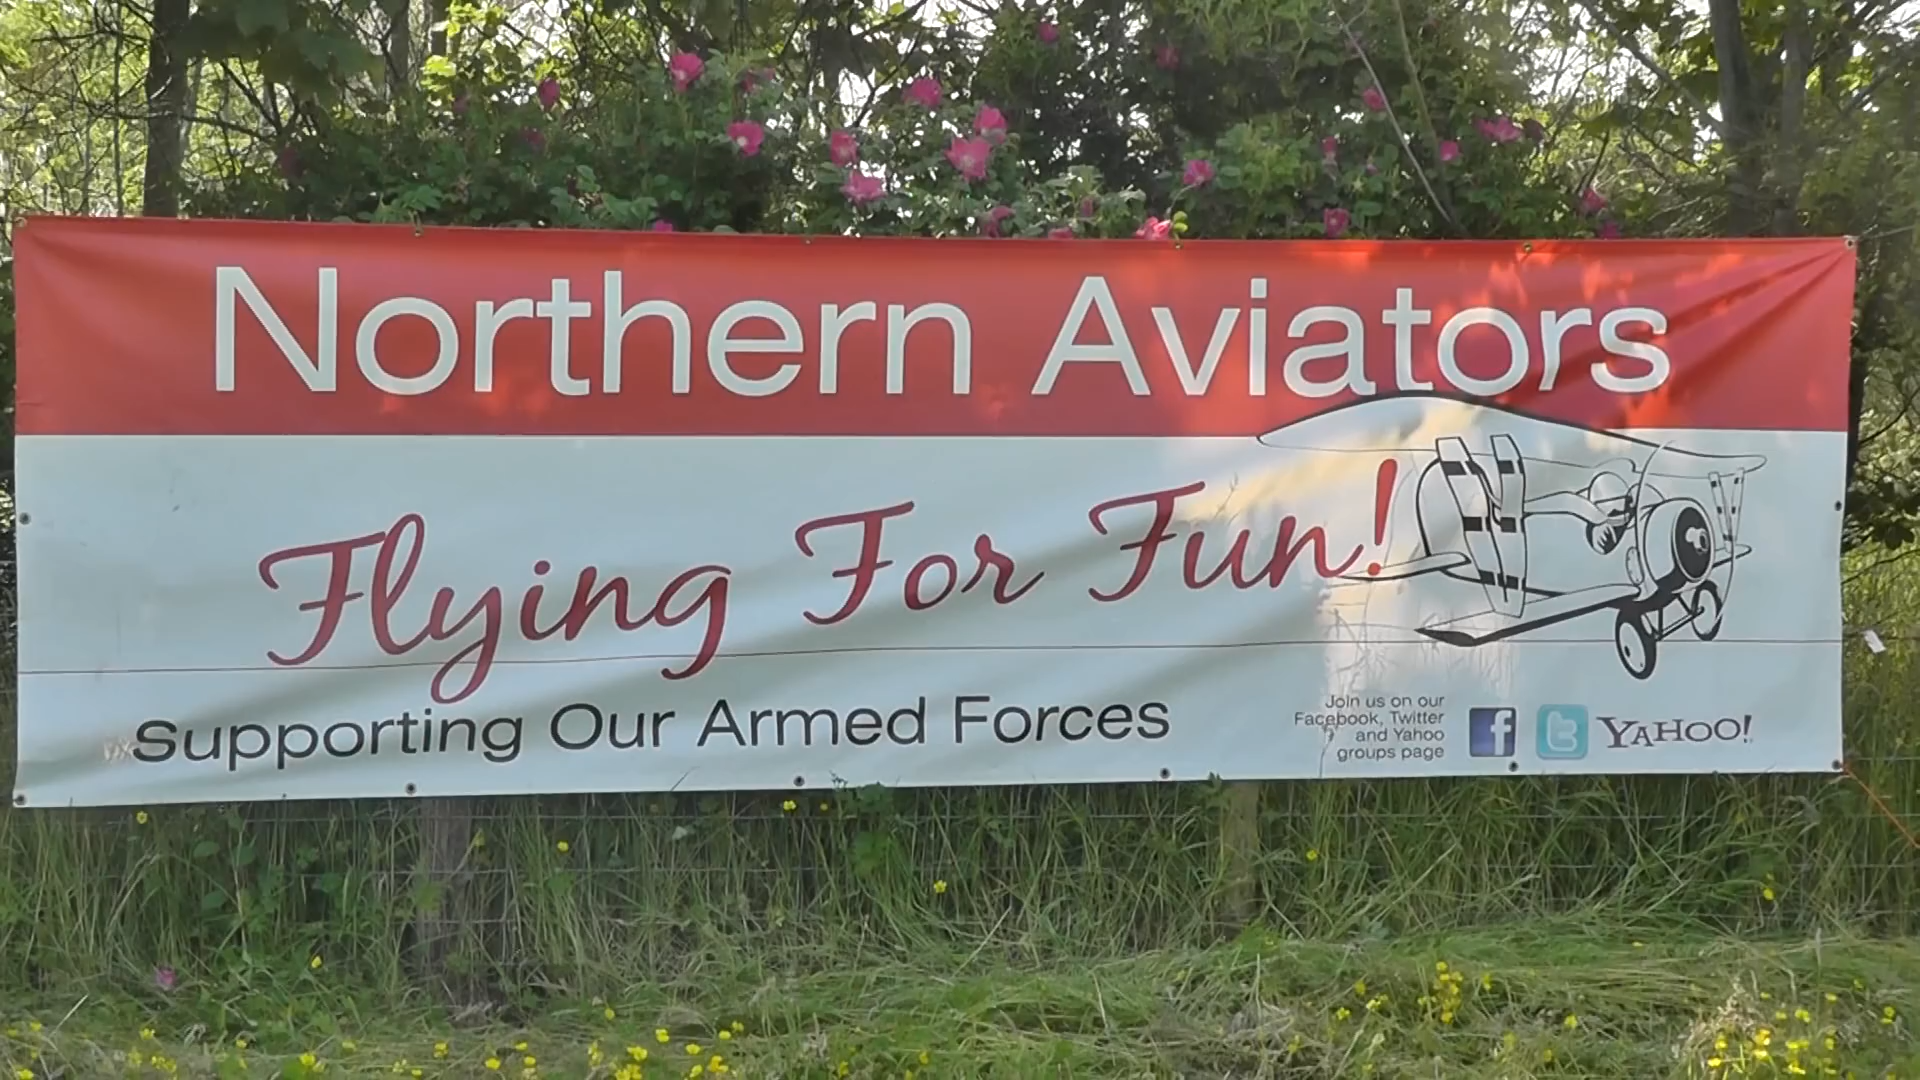 Northern Aviators
Flying For Fun!
Supporting Our Armed Forces
Join us on our
Facebook, Twitter
and Yahoo
groups page
f
t
YAHOO!